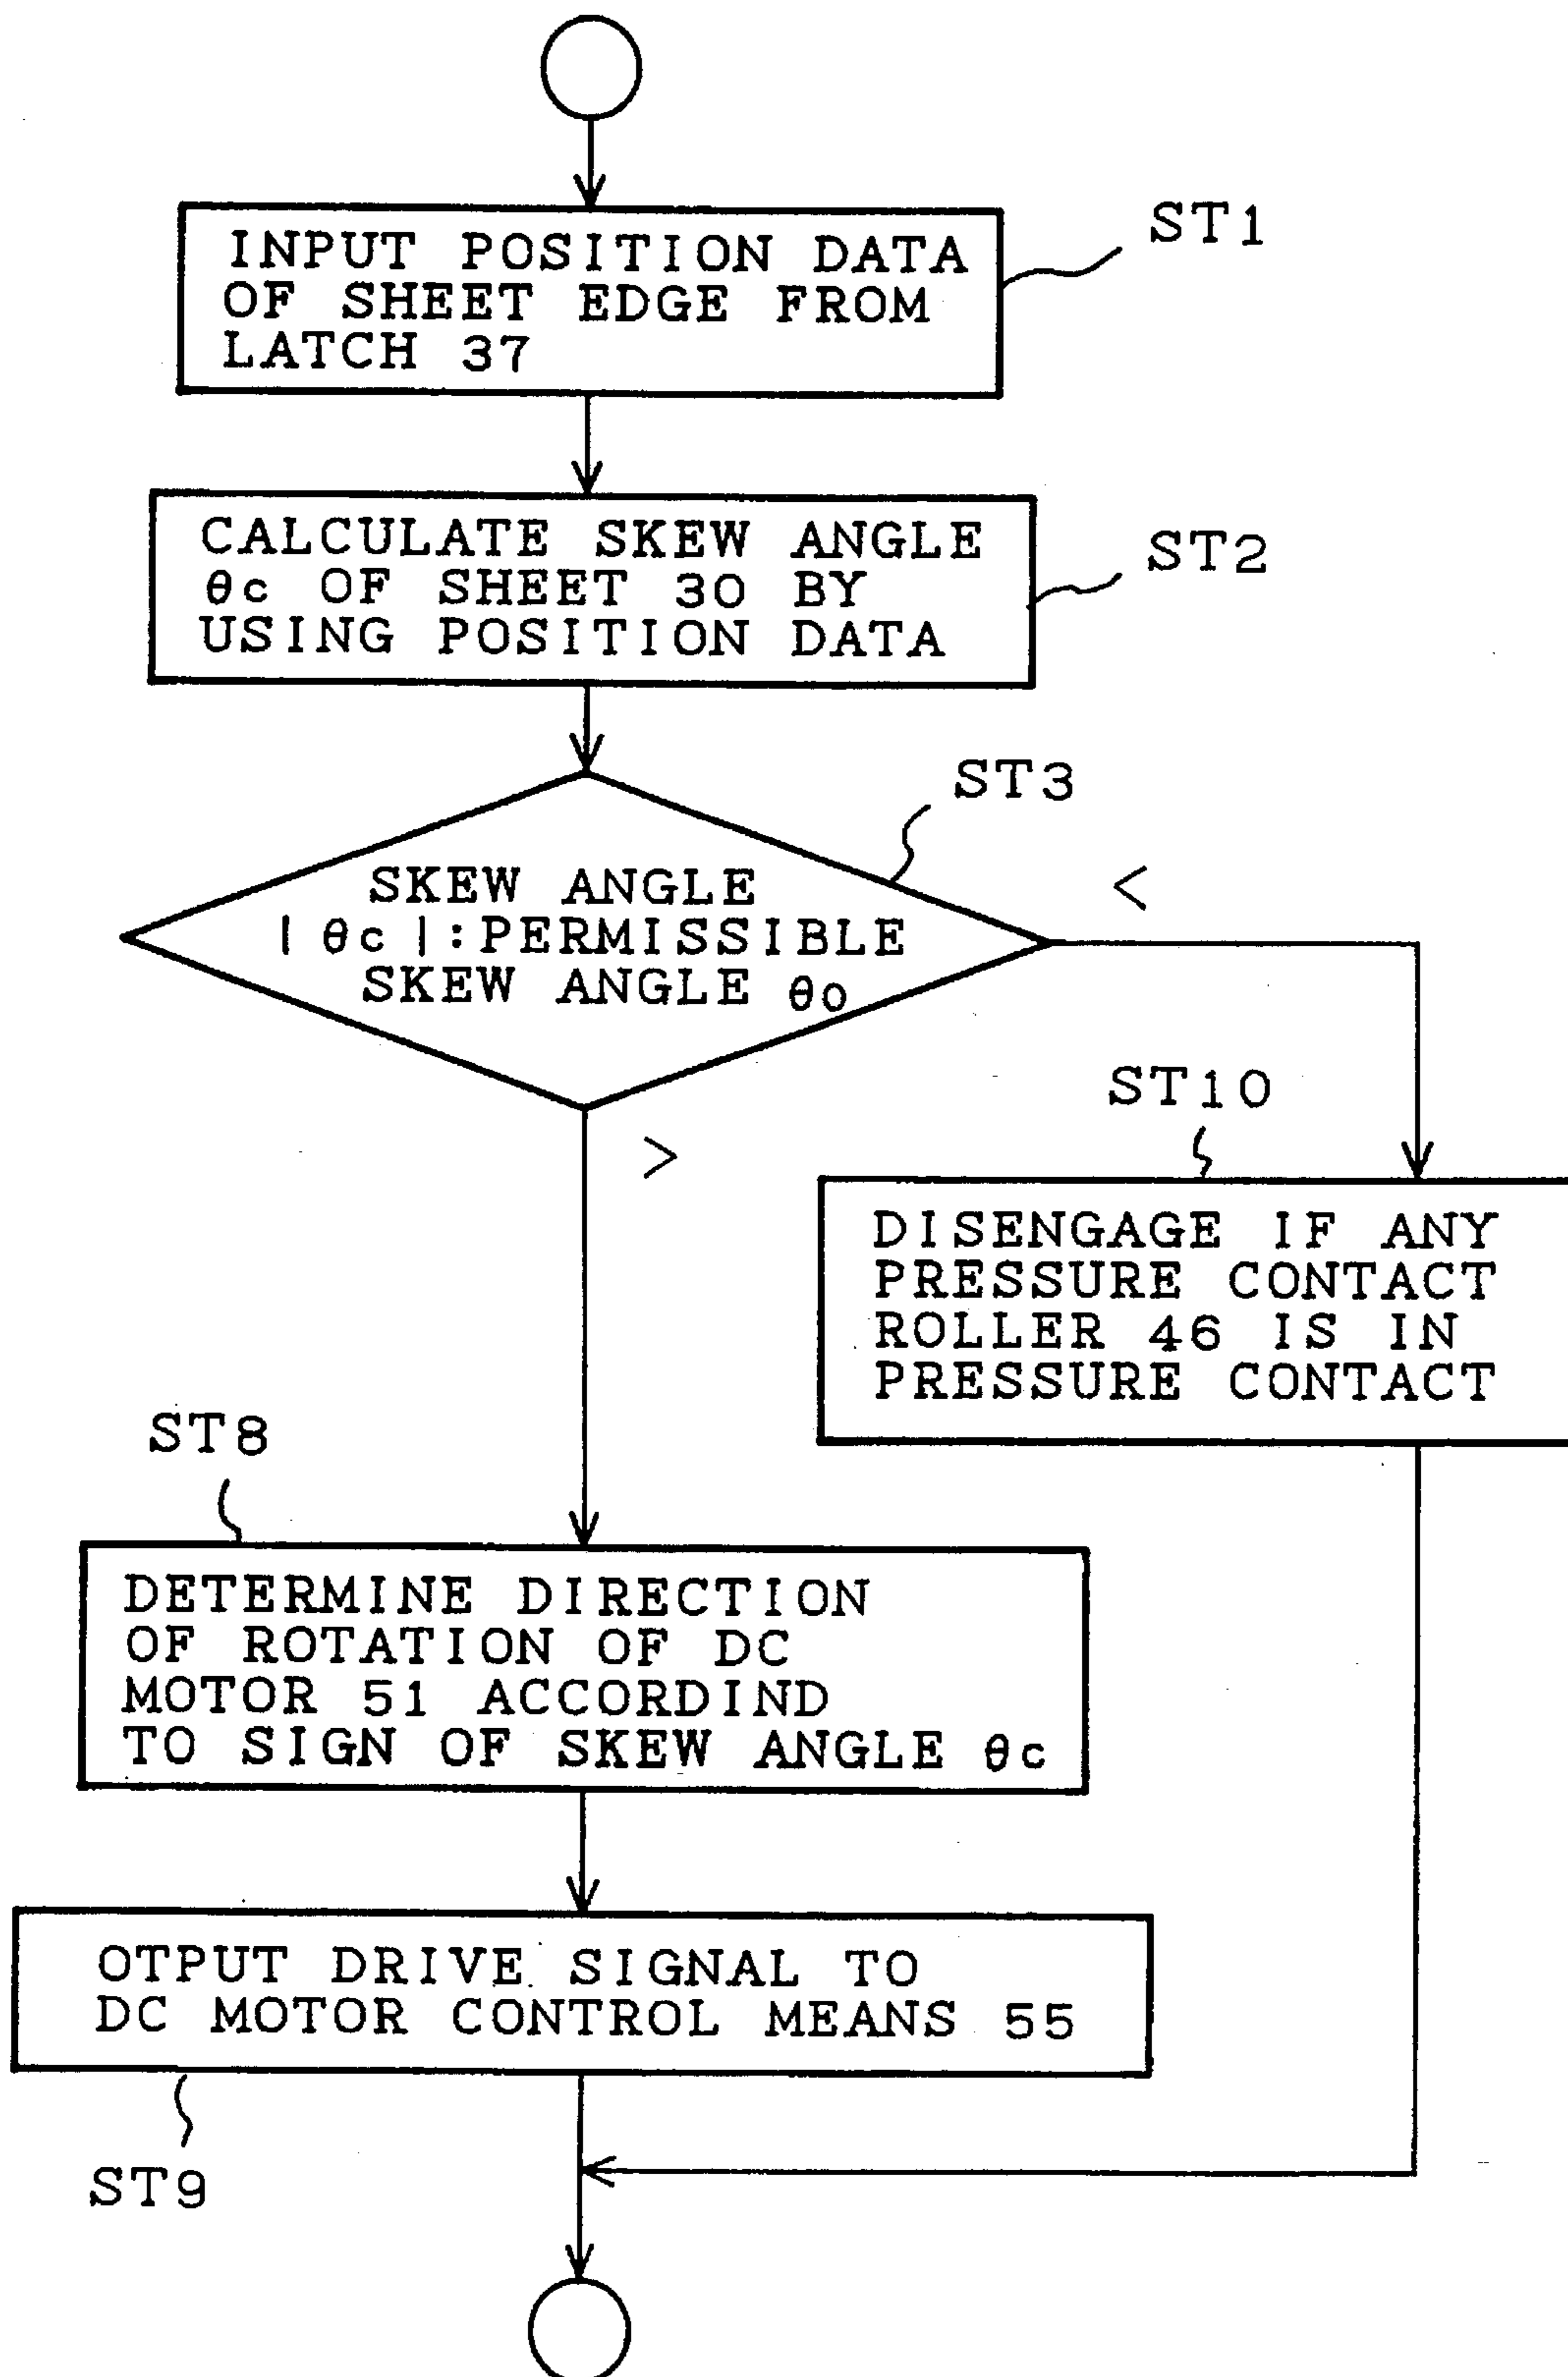 INPUT POSITION DATA
OF SHEET EDGE FROM
LATCH 37
ST1
CALCULATE SKEW ANGLE
θc OF SHEET 30 BY
USING POSITION DATA
ST2
ST3
SKEW ANGLE
|θc|:PERMISSIBLE
SKEW ANGLE θo
<
>
ST10
DISENGAGE IF ANY
PRESSURE CONTACT
ROLLER 46 IS IN
PRESSURE CONTACT
ST8
DETERMINE DIRECTION
OF ROTATION OF DC
MOTOR 51 ACCORDIND
TO SIGN OF SKEW ANGLE θc
OTPUT DRIVE SIGNAL TO
DC MOTOR CONTROL MEANS 55
ST9